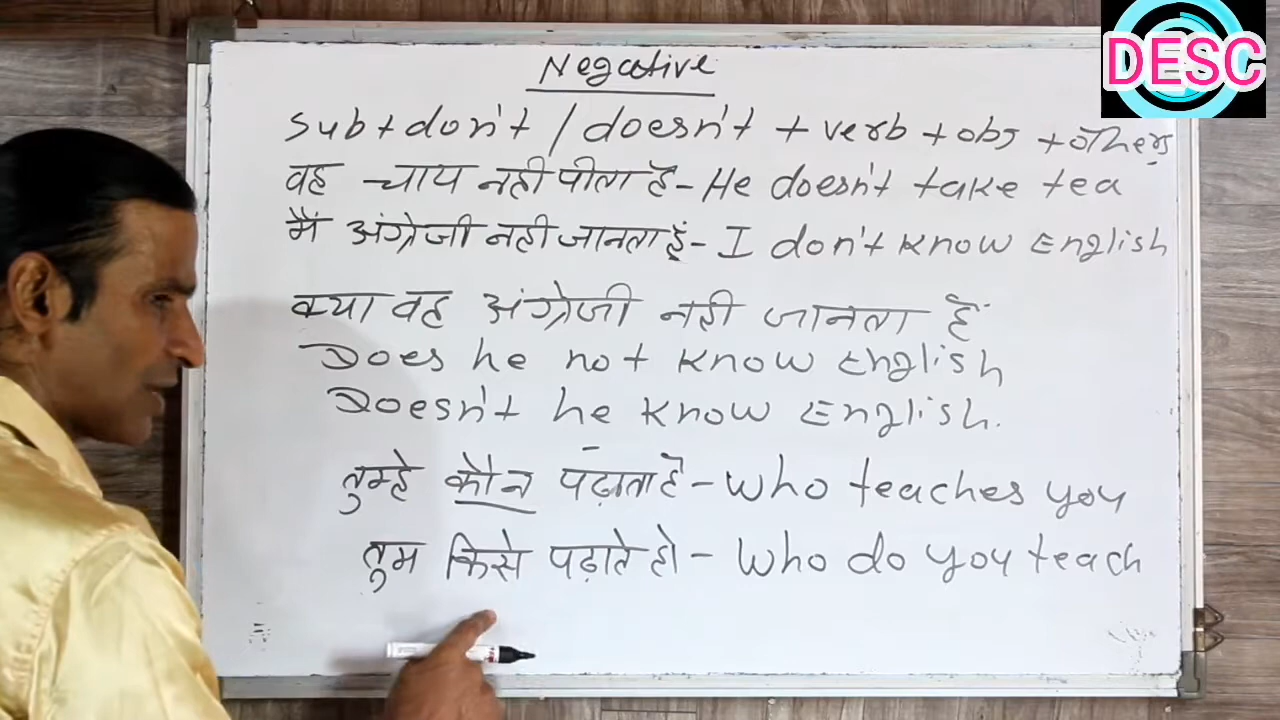 DESC
Negative
Sub + don't / doesn't + verb + obj + others
वह चाय नही पीता है - He doesn't take tea
मैं अंग्रेजी नही जानता हूं - I don't know English
क्या वह अंग्रेजी नही जानता है
Does he not know English
Doesn't he know English.
तुम्हे कौन पढ़ाता है - Who teaches you
तुम किसे पढ़ाते हो - Who do you teach